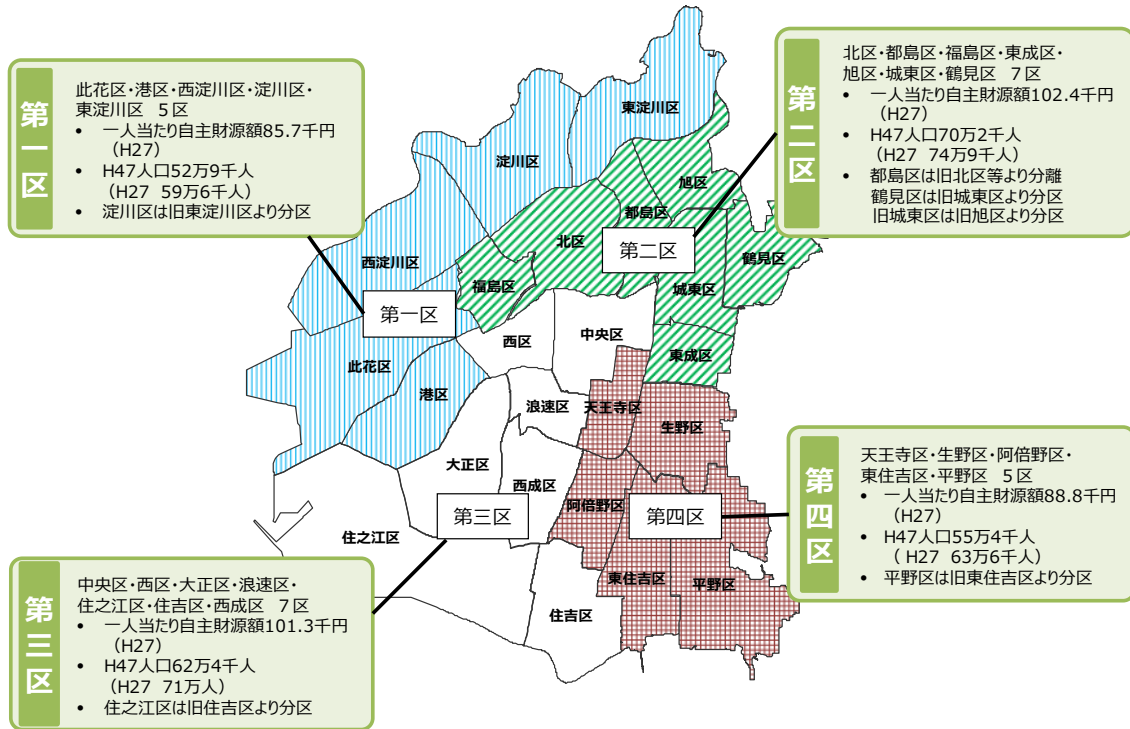 第一区
此花区・港区・西淀川区・淀川区・
東淀川区 5区
• 一人当たり自主財源額85.7千円
(H27)
• H47人口52万9千人
(H27 59万6千人)
• 淀川区は旧東淀川区より分区
第二区
北区・都島区・福島区・東成区・
旭区・城東区・鶴見区 7区
• 一人当たり自主財源額102.4千円
(H27)
• H47人口70万2千人
(H27 74万9千人)
• 都島区は旧北区等より分離
鶴見区は旧城東区より分区
旧城東区は旧旭区より分区
東淀川区
淀川区
旭区
都島区
北区
第二区
西淀川区
鶴見区
福島区
城東区
第一区
西区
中央区
東成区
此花区
港区
浪速区
天王寺区
生野区
大正区
西成区
阿倍野区
第三区
第四区
住之江区
東住吉区
平野区
住吉区
第三区
中央区・西区・大正区・浪速区・
住之江区・住吉区・西成区 7区
• 一人当たり自主財源額101.3千円
(H27)
• H47人口62万4千人
(H27 71万人)
• 住之江区は旧住吉区より分区
第四区
天王寺区・生野区・阿倍野区・
東住吉区・平野区 5区
• 一人当たり自主財源額88.8千円
(H27)
• H47人口55万4千人
( H27 63万6千人)
• 平野区は旧東住吉区より分区